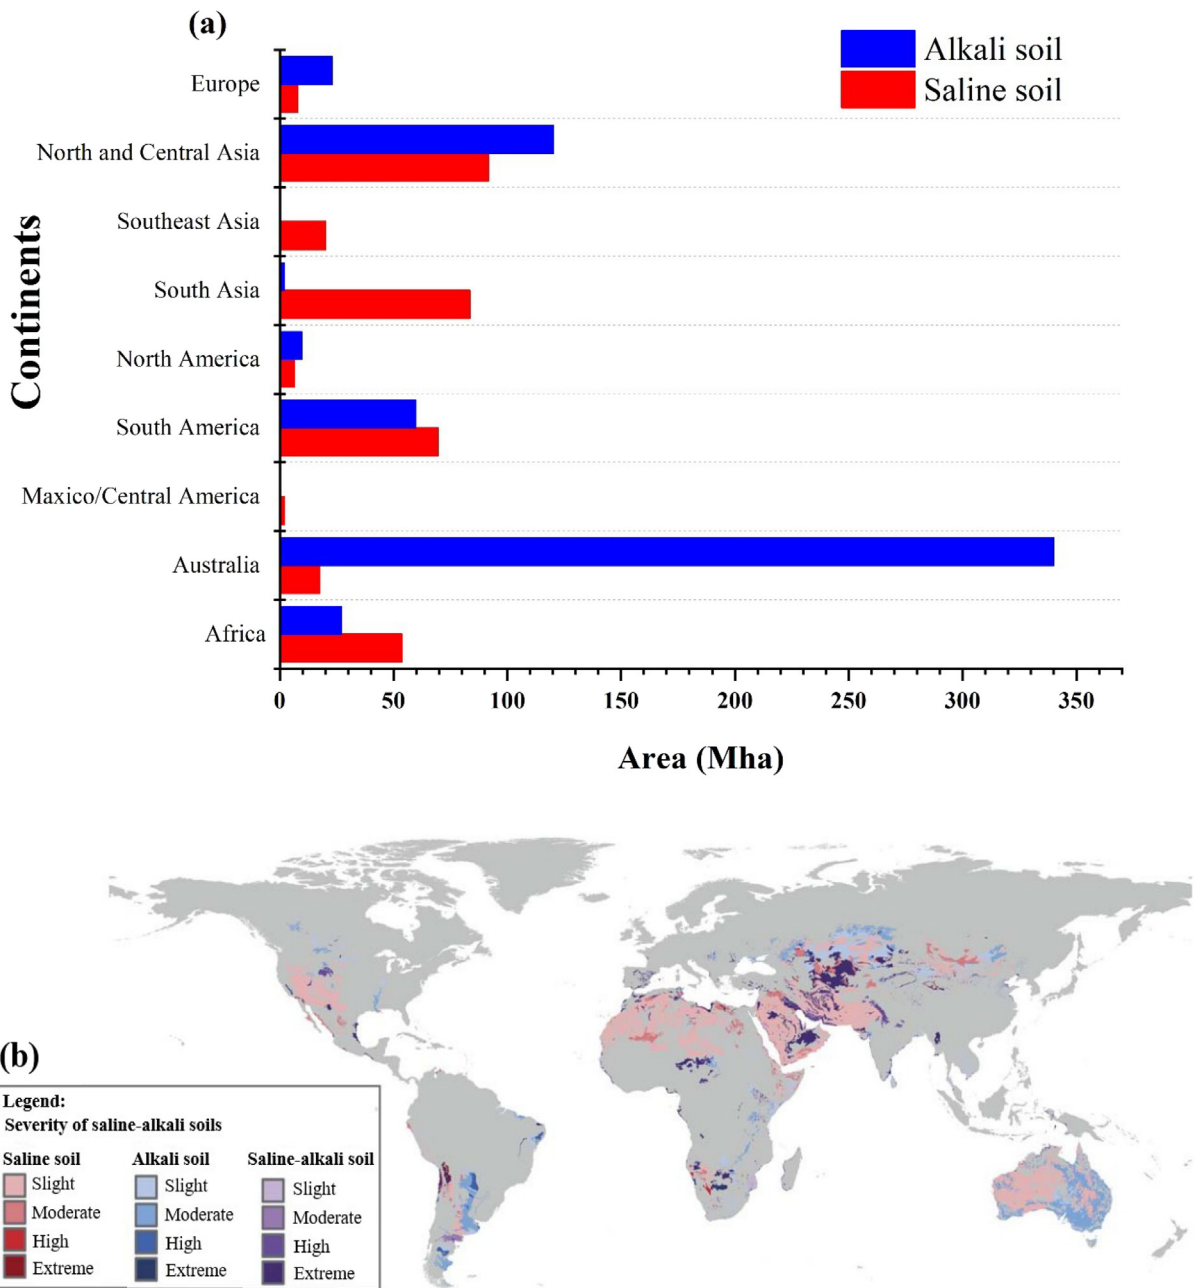 (a)
Alkali soil
Saline soil
Continents
Europe
North and Central Asia
Southeast Asia
South Asia
North America
South America
Maxico/Central America
Australia
Africa
0 50 100 150 200 250 300 350
Area (Mha)
(b)
Legend:
Severity of saline-alkali soils
Saline soil Alkali soil Saline-alkali soil
Slight Slight Slight
Moderate Moderate Moderate
High High High
Extreme Extreme Extreme